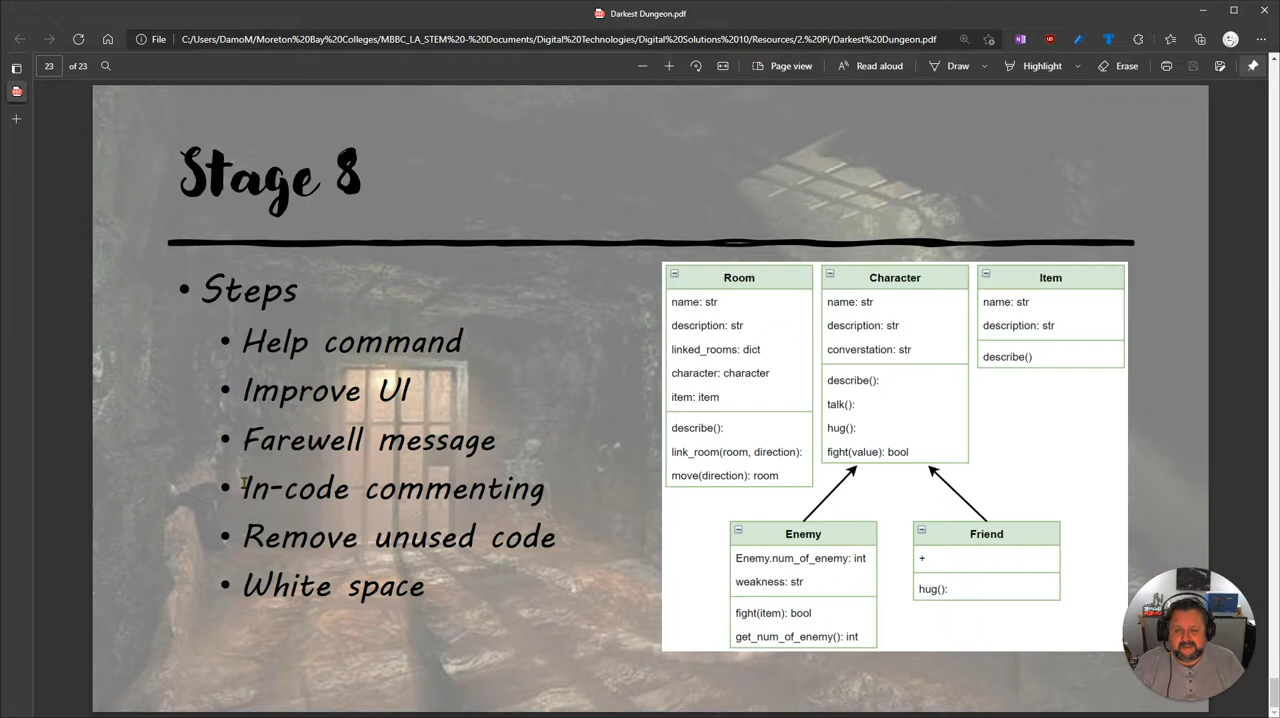 Darkest Dungeon.pdf
File C:/Users/DamoM/Moreton%20Bay%20Colleges/MBBC_LA_STEM%20-%20Documents/Digital%20Technologies/Digital%20Solutions%2010/Resources/2.%20Pi/Darkest%20Dungeon.pdf
23 of 23 Page view Read aloud Draw Highlight Erase
Stage 8
• Steps
• Help command
• Improve UI
• Farewell message
• In-code commenting
• Remove unused code
• White space
Room
name: str
description: str
linked_rooms: dict
character: character
item: item
describe():
link_room(room, direction):
move(direction): room
Character
name: str
description: str
converstation: str
describe():
talk():
hug():
fight(value): bool
Item
name: str
description: str
describe()
Enemy
Enemy.num_of_enemy: int
weakness: str
fight(item): bool
get_num_of_enemy(): int
Friend
+
hug():